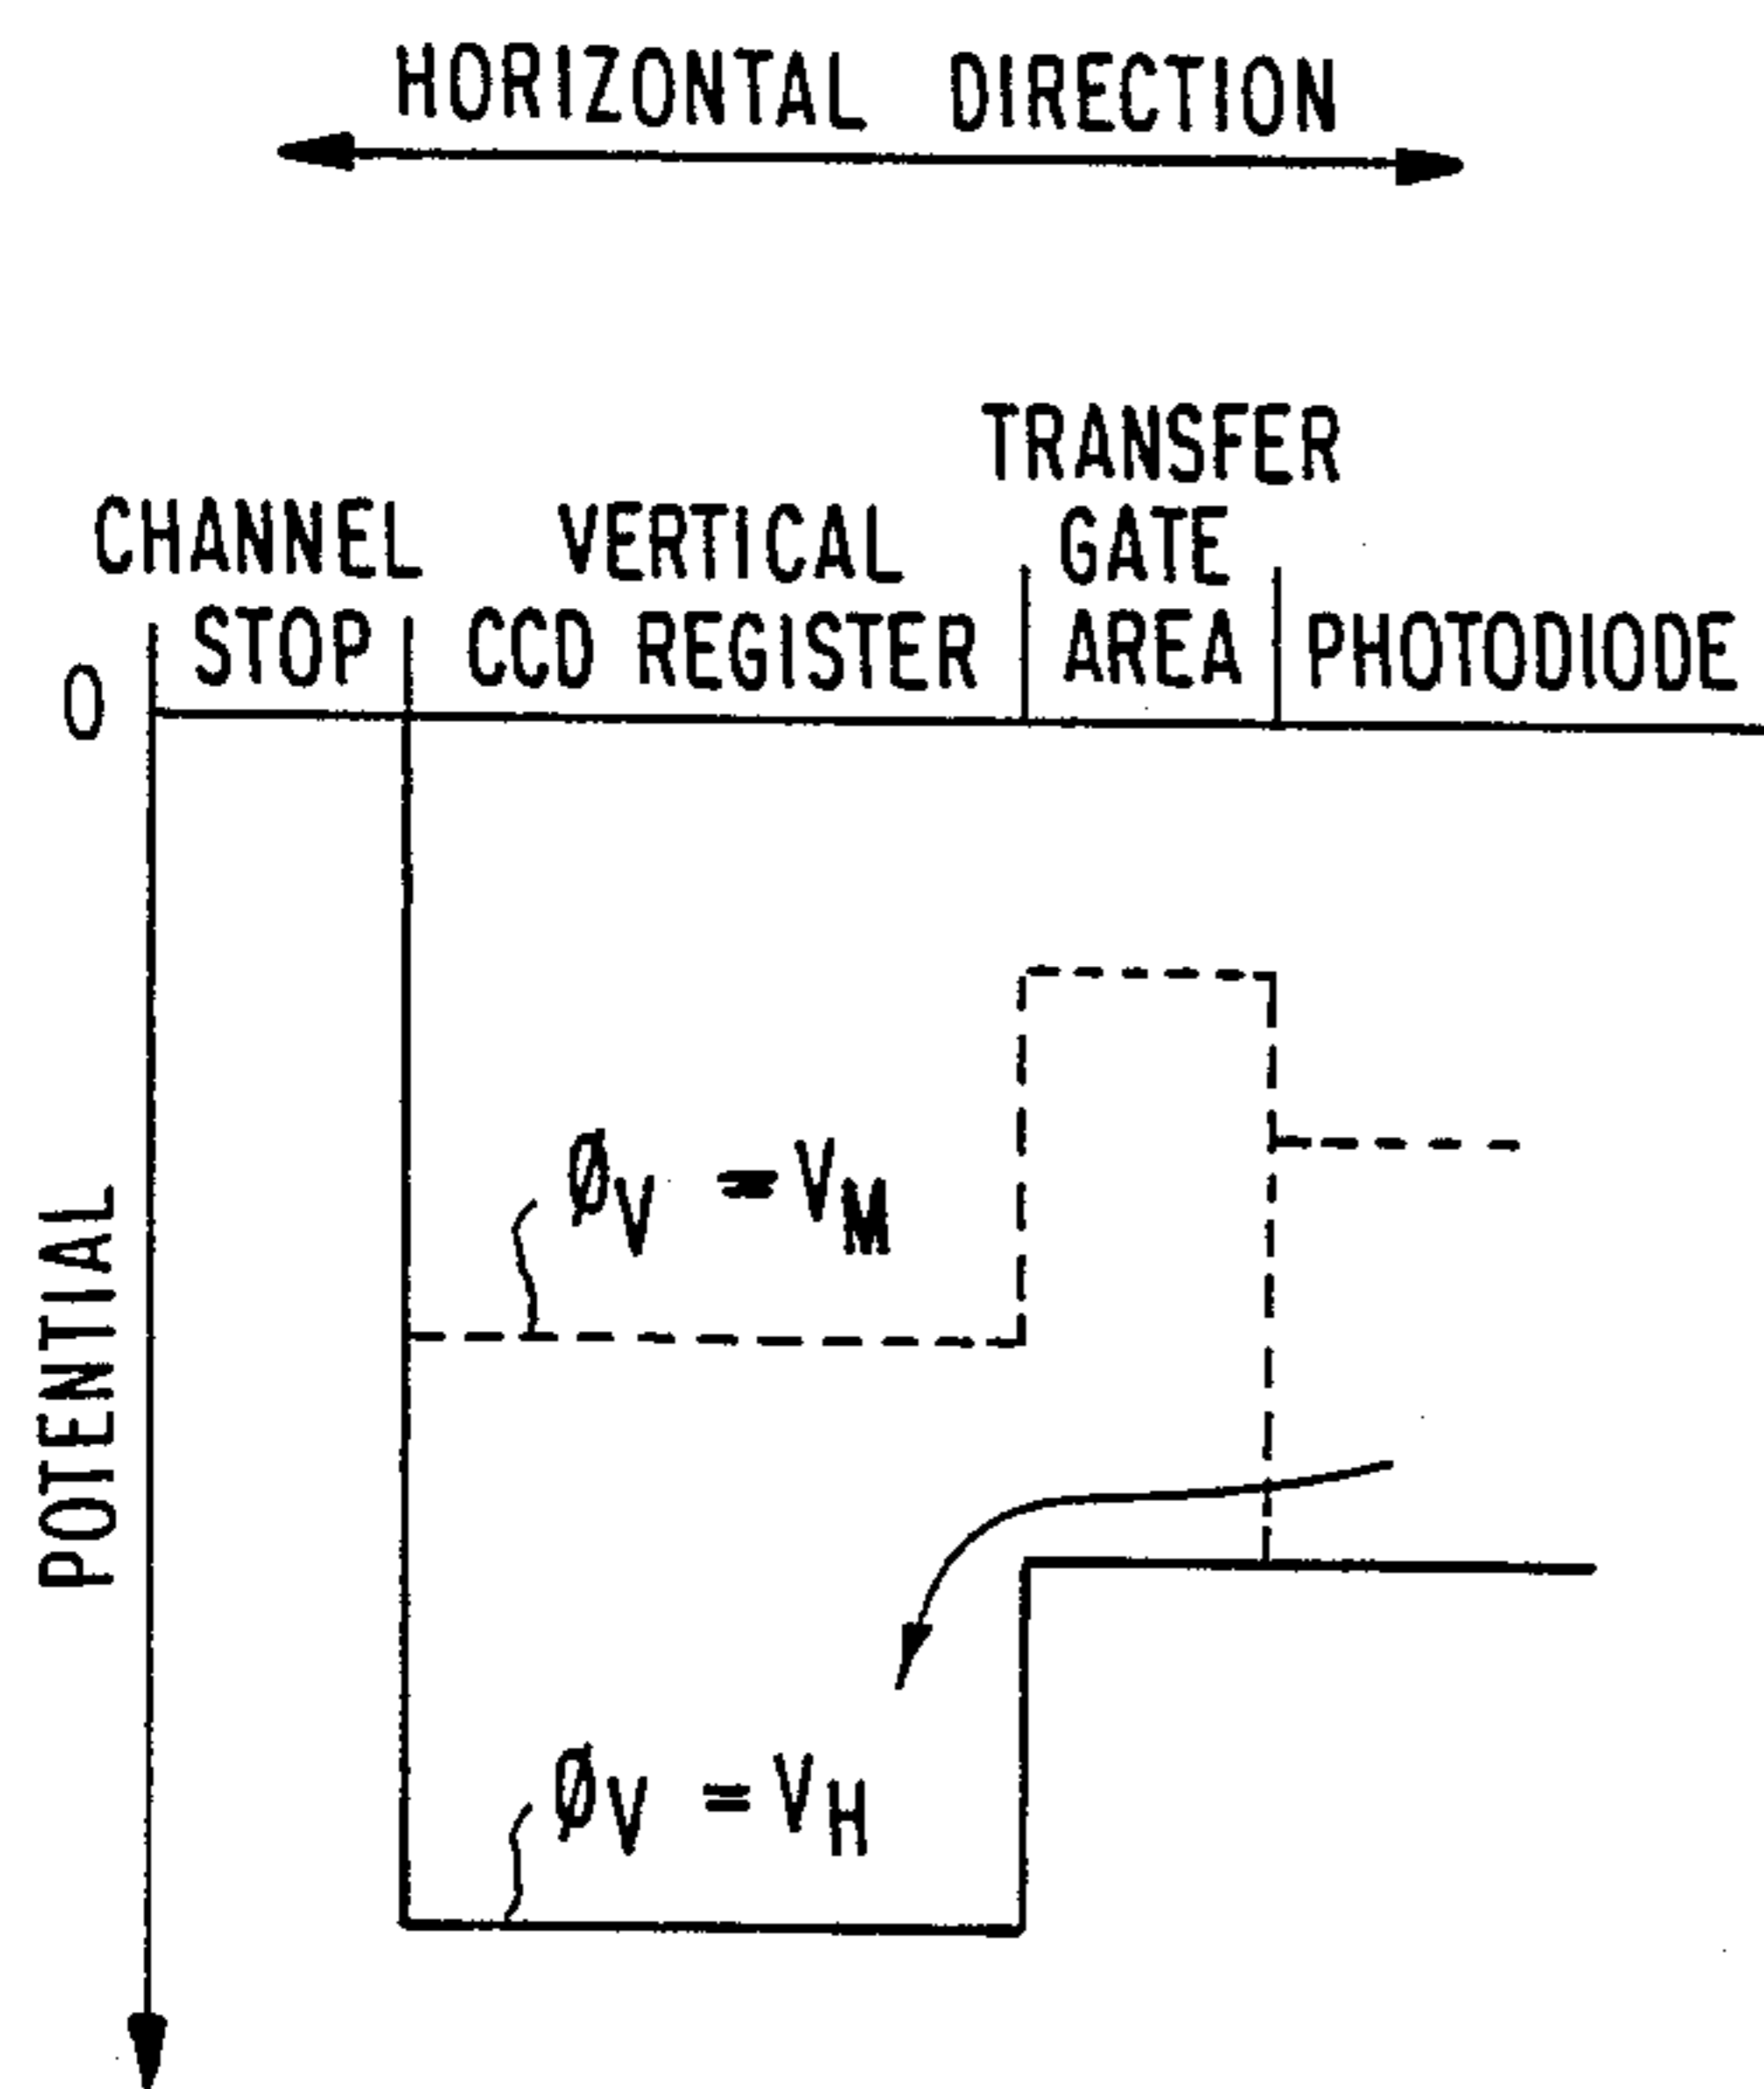 HORIZONTAL DIRECTION
TRANSFER
CHANNEL VERTICAL GATE
STOP CCD REGISTER AREA PHOTODIODE
0
ØV = VM
POTENTIAL
ØV = VH